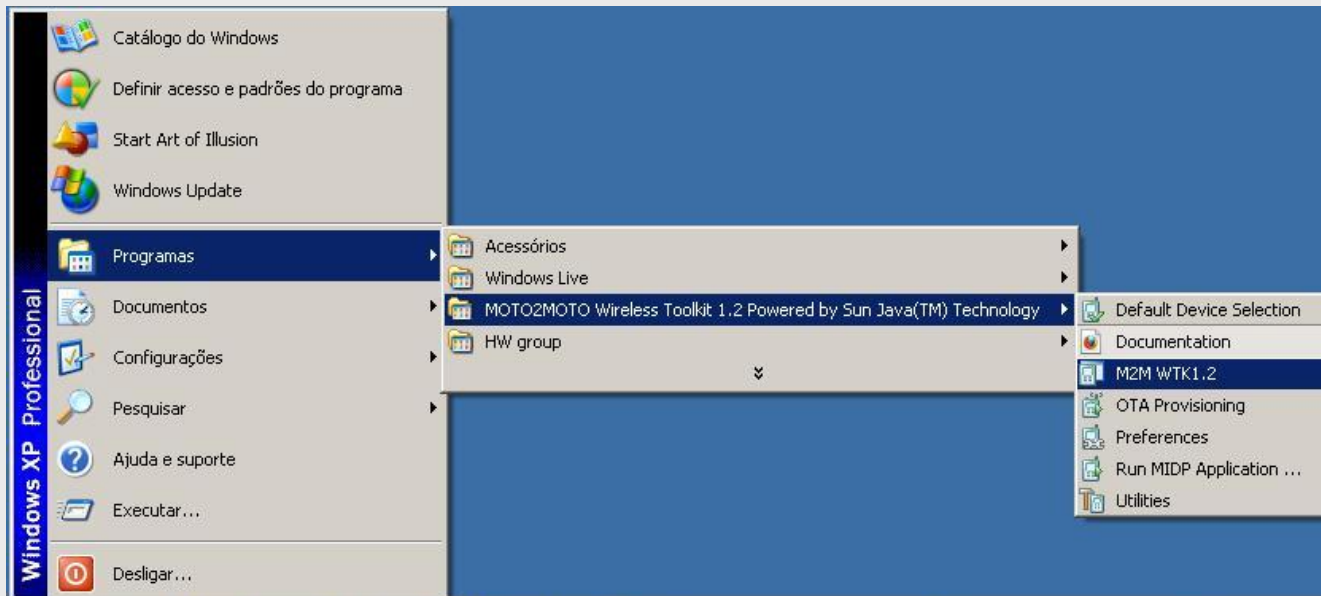 Catálogo do Windows
Definir acesso e padrões do programa
Start Art of Illusion
Windows Update
Programas
Documentos
Configurações
Pesquisar
Ajuda e suporte
Executar...
Desligar...
Windows XP Professional
Acessórios
Windows Live
MOTO2MOTO Wireless Toolkit 1.2 Powered by Sun Java(TM) Technology
HW group
Default Device Selection
Documentation
M2M WTK1.2
OTA Provisioning
Preferences
Run MIDP Application ...
Utilities